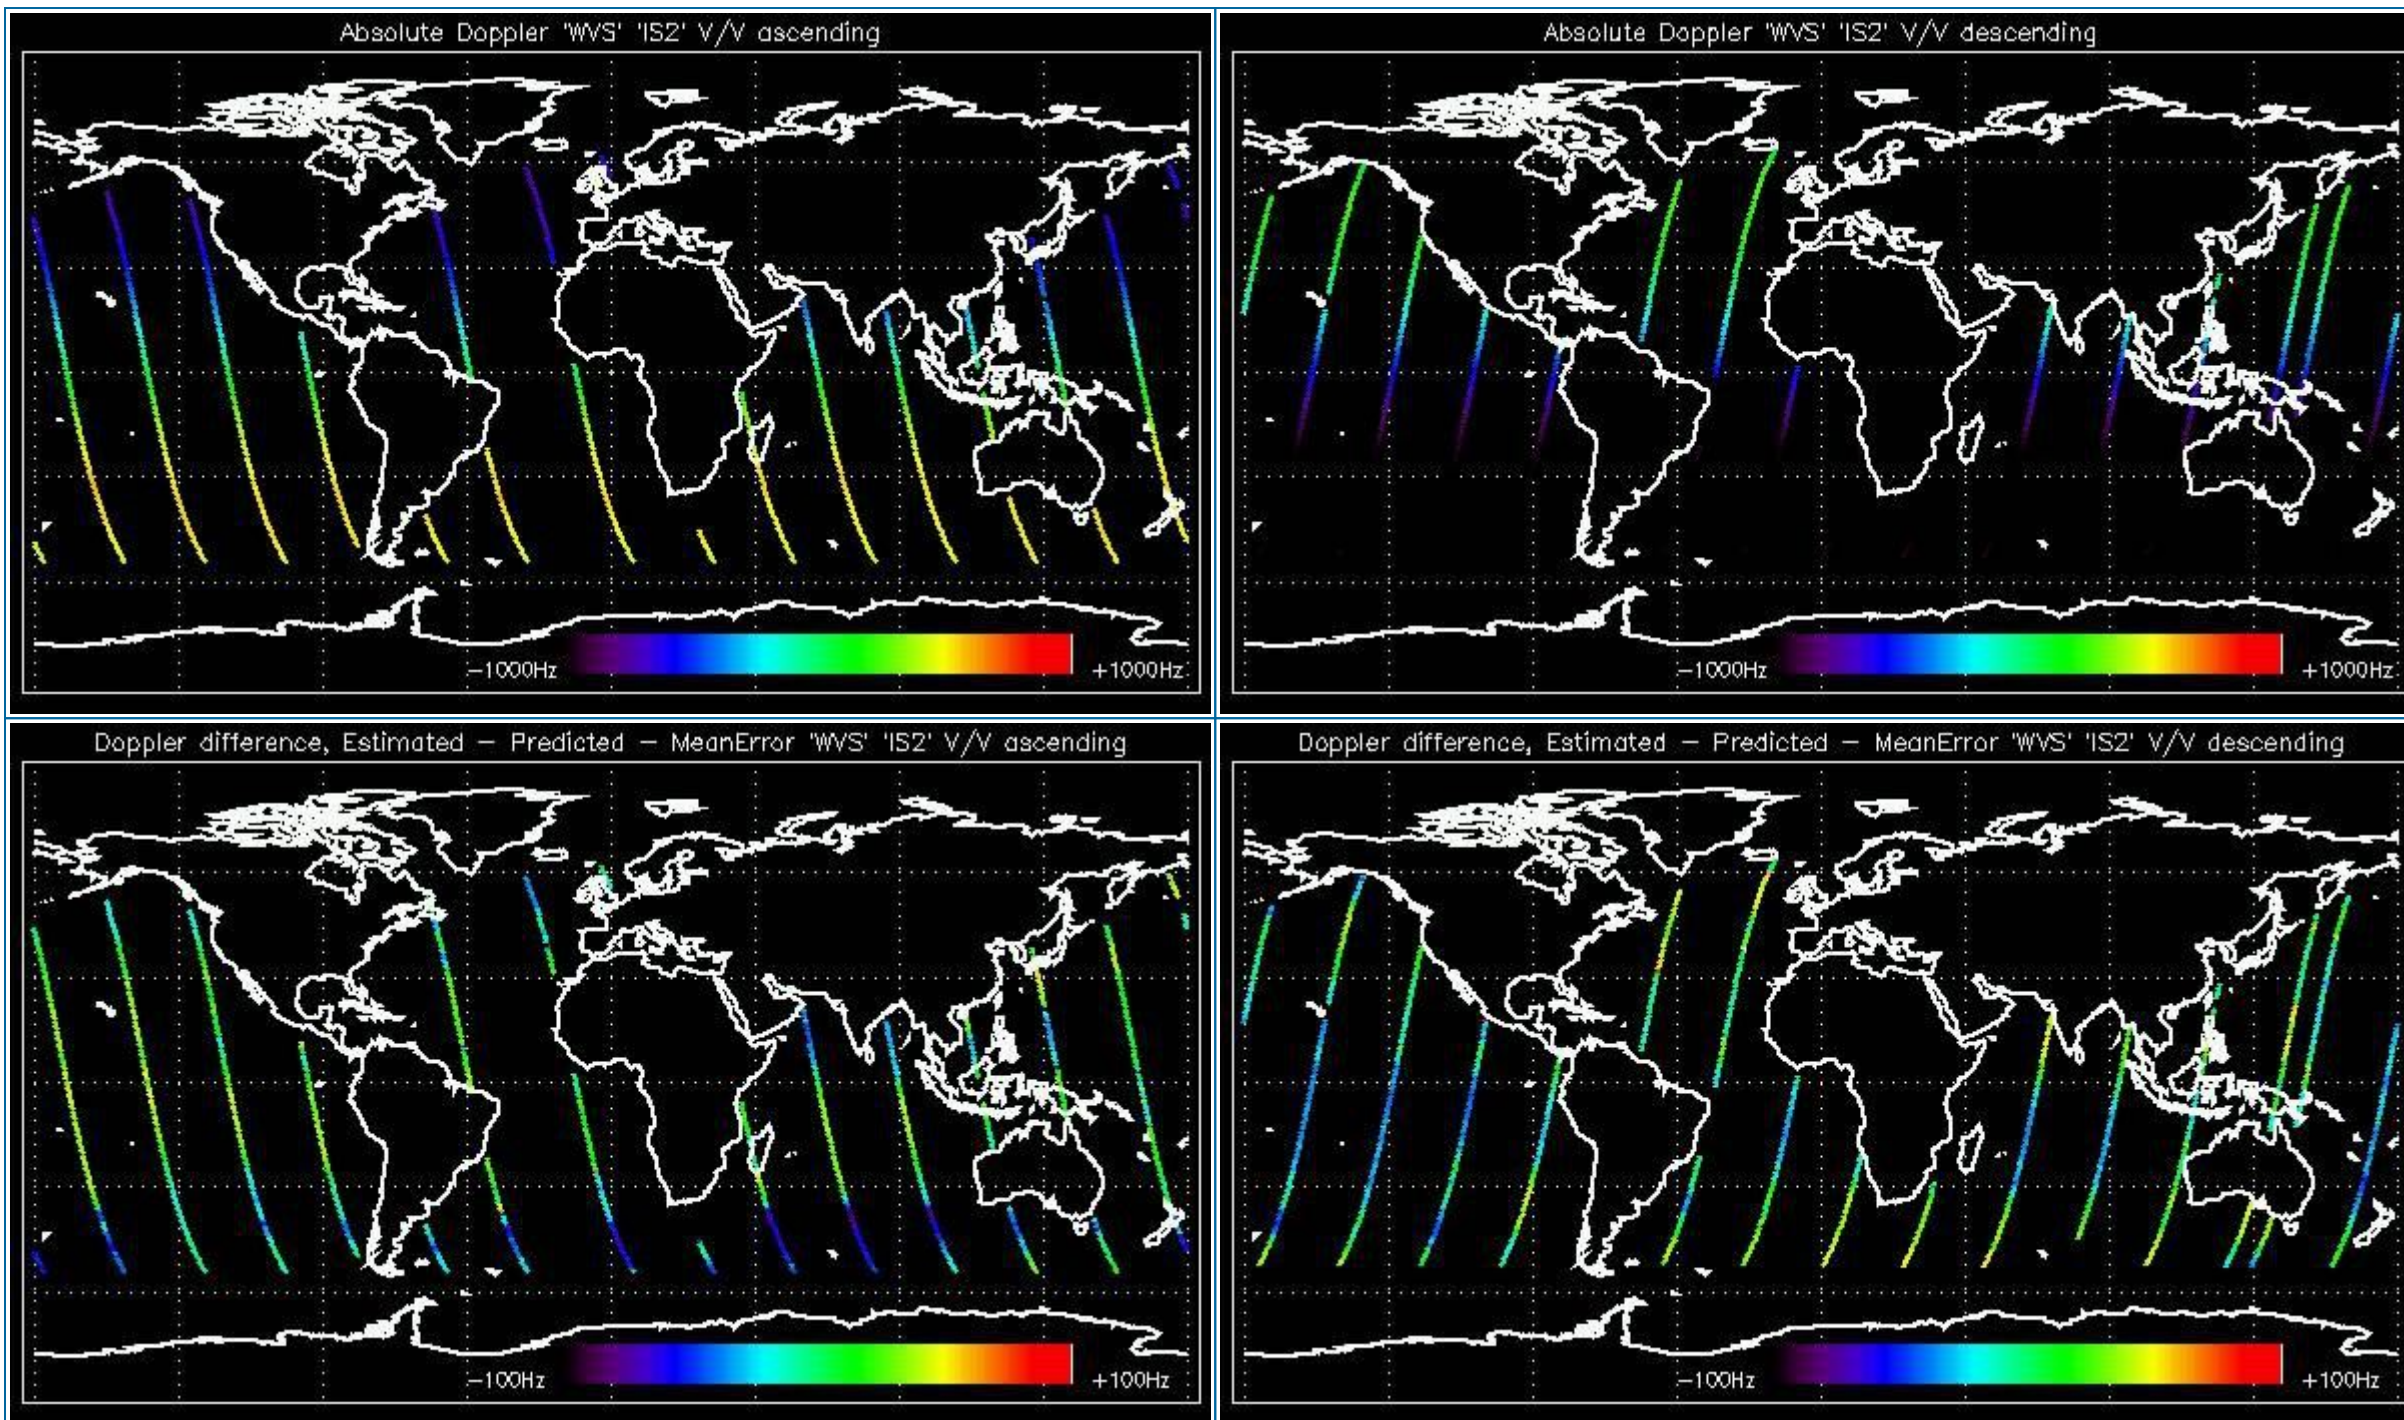 Absolute Doppler 'WVS' 'IS2' V/V ascending
-1000Hz
+1000Hz
Absolute Doppler 'WVS' 'IS2' V/V descending
-1000Hz
+1000Hz
Doppler difference, Estimated - Predicted - MeanError 'WVS' 'IS2' V/V ascending
-100Hz
+100Hz
Doppler difference, Estimated - Predicted - MeanError 'WVS' 'IS2' V/V descending
-100Hz
+100Hz